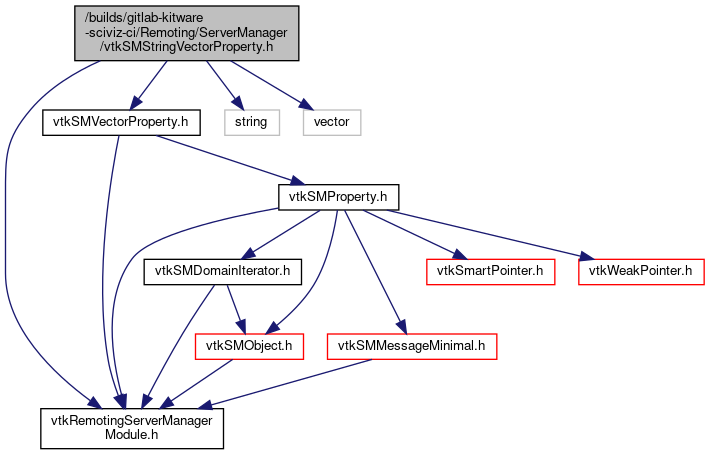 /builds/gitlab-kitware
-sciviz-ci/Remoting/ServerManager
/vtkSMStringVectorProperty.h
vtkSMVectorProperty.h
string
vector
vtkSMProperty.h
vtkSMDomainIterator.h
vtkSmartPointer.h
vtkWeakPointer.h
vtkSMObject.h
vtkSMMessageMinimal.h
vtkRemotingServerManager
Module.h